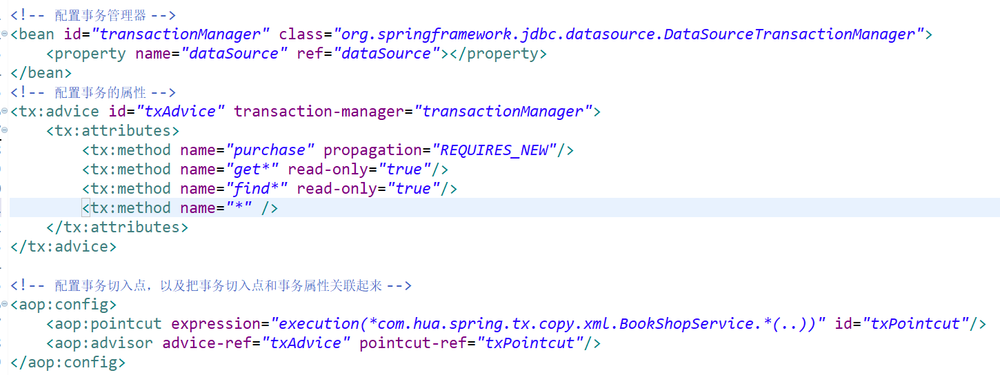 <!-- 配置事务管理器 -->
<bean id="transactionManager" class="org.springframework.jdbc.datasource.DataSourceTransactionManager">
    <property name="dataSource" ref="dataSource"></property>
</bean>
<!-- 配置事务的属性 -->
<tx:advice id="txAdvice" transaction-manager="transactionManager">
    <tx:attributes>
        <tx:method name="purchase" propagation="REQUIRES_NEW"/>
        <tx:method name="get*" read-only="true"/>
        <tx:method name="find*" read-only="true"/>
        <tx:method name="*" />
    </tx:attributes>
</tx:advice>
<!-- 配置事务切入点，以及把事务切入点和事务属性关联起来 -->
<aop:config>
    <aop:pointcut expression="execution(*com.hua.spring.tx.copy.xml.BookShopService.*(..))" id="txPointcut"/>
    <aop:advisor advice-ref="txAdvice" pointcut-ref="txPointcut"/>
</aop:config>